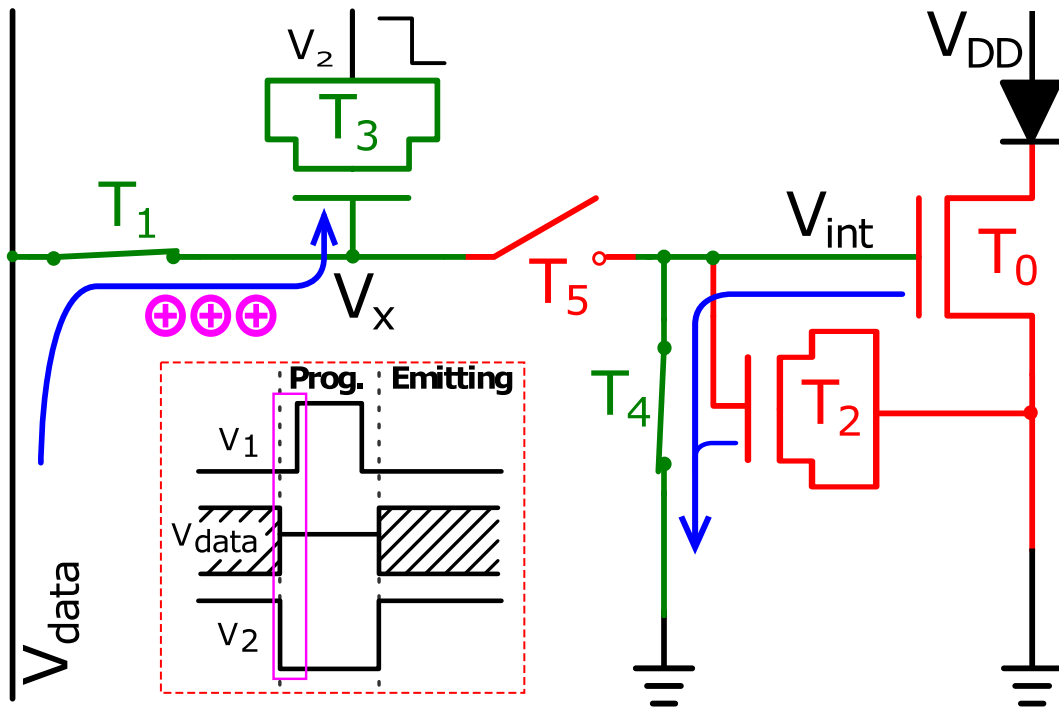 V2
VDD
T3
T1
Vint
T0
T5
Vx
+ + +
Prog. Emitting
T4
T2
V1
Vdata
V2
Vdata